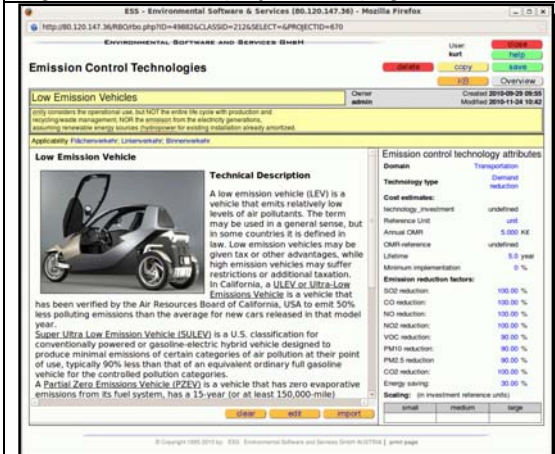 ESS - Environmental Software & Services (80.120.147.36) - Mozilla Firefox
http://80.120.147.36/RBO/rbo.php?ID=49882&CLASSID=212&SELECT=&PROJECTID=670
ENVIRONMENTAL SOFTWARE AND SERVICES GMBH
User:
kurt
close
help
Emission Control Technologies
delete
copy
save
KB
Overview
Low Emission Vehicles
Owner
admin
Created 2010-09-29 09:55
Modified 2010-11-24 10:42
only considers the operational use, but NOT the entire life cycle with production and
recycling/waste management; NOR the emission from the electricity generations,
assuming renewable energy sources (hydropower for existing installation already amortized.
Applicability Flächenverkehr; Linienverkehr; Binnenverkehr
Low Emission Vehicle
Technical Description
A low emission vehicle (LEV) is a
vehicle that emits relatively low
levels of air pollutants. The term
may be used in a general sense, but
in some countries it is defined in
law. Low emission vehicles may be
given tax or other advantages, while
high emission vehicles may suffer
restrictions or additional taxation.
In California, a ULEV or Ultra-Low
Emissions Vehicle is a vehicle that
has been verified by the Air Resources Board of California, USA to emit 50%
less polluting emissions than the average for new cars released in that model
year.
Super Ultra Low Emission Vehicle (SULEV) is a U.S. classification for
conventionally powered or gasoline-electric hybrid vehicle designed to
produce minimal emissions of certain categories of air pollution at their point
of use, typically 90% less than that of an equivalent ordinary full gasoline
vehicle for the controlled pollution categories.
A Partial Zero Emissions Vehicle (PZEV) is a vehicle that has zero evaporative
emissions from its fuel system, has a 15-year (or at least 150,000-mile)
clear
edit
import
Emission control technology attributes
Domain Transportation
Technology type Demand
reduction
Cost estimates:
technology_investment undefined
Reference Unit unit
Annual OMR 5.000 K€
OMR-reference undefined
Lifetime 5.0 year
Minimum implementation 0 %
Emission reduction factors:
SO2 reduction: 100.00 %
CO reduction: 100.00 %
NO reduction: 100.00 %
NO2 reduction: 100.00 %
VOC reduction: 90.00 %
PM10 reduction: 90.00 %
PM2.5 reduction 90.00 %
CO2 reduction: 100.00 %
Energy saving: 30.00 %
Scaling: (in investment reference units)
small medium large
© Copyright 1995-2010 by ESS Environmental Software and Services GmbH AUSTRIA | print page